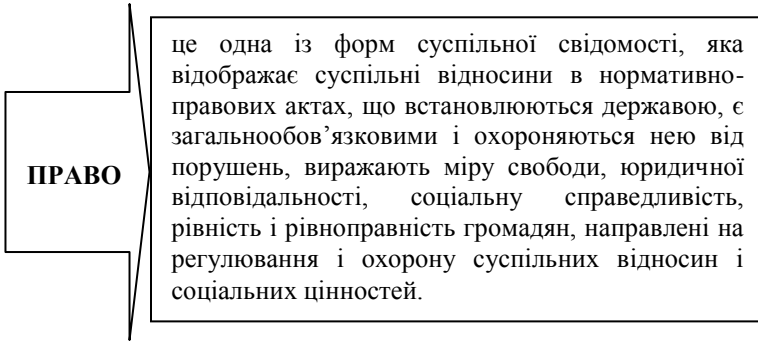 ПРАВО
це одна із форм суспільної свідомості, яка
відображає суспільні відносини в нормативно-
правових актах, що встановлюються державою, є
загальнообов’язковими і охороняються нею від
порушень, виражають міру свободи, юридичної
відповідальності, соціальну справедливість,
рівність і рівноправність громадян, направлені на
регулювання і охорону суспільних відносин і
соціальних цінностей.